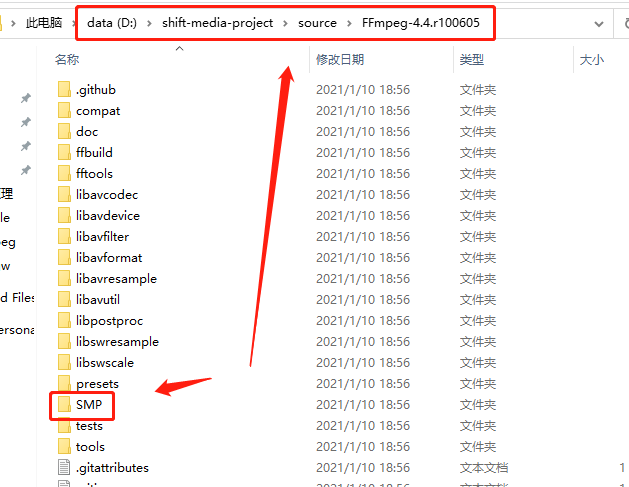 此电脑 > data (D:) > shift-media-project > source > FFmpeg-4.4.r100605
名称 修改日期 类型 大小
.github 2021/1/10 18:56 文件夹
compat 2021/1/10 18:56 文件夹
doc 2021/1/10 18:56 文件夹
ffbuild 2021/1/10 18:56 文件夹
fftools 2021/1/10 18:56 文件夹
libavcodec 2021/1/10 18:56 文件夹
理 libavdevice 2021/1/10 18:56 文件夹
le libavfilter 2021/1/10 18:56 文件夹
peg libavformat 2021/1/10 18:56 文件夹
w libavresample 2021/1/10 18:56 文件夹
d Files libavutil 2021/1/10 18:56 文件夹
libpostproc 2021/1/10 18:56 文件夹
ersona libswresample 2021/1/10 18:56 文件夹
libswscale 2021/1/10 18:56 文件夹
presets 2021/1/10 18:56 文件夹
SMP 2021/1/10 18:56 文件夹
tests 2021/1/10 18:56 文件夹
tools 2021/1/10 18:56 文件夹
.gitattributes 2021/1/10 18:56 文本文档 1